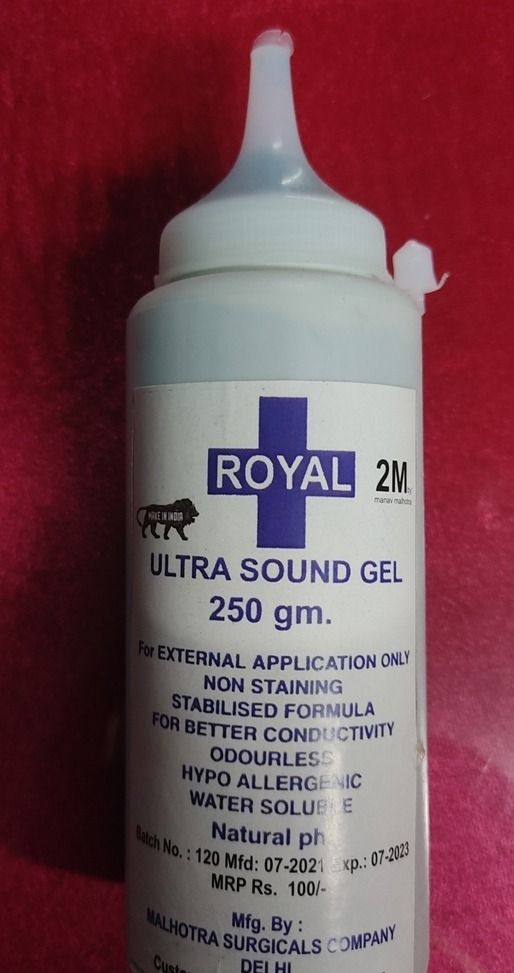 ROYAL
2M
manav malhotra
MAKE IN INDIA
ULTRA SOUND GEL
250 gm.
For EXTERNAL APPLICATION ONLY
NON STAINING
STABILISED FORMULA
FOR BETTER CONDUCTIVITY
ODOURLESS
HYPO ALLERGENIC
WATER SOLUBLE
Natural ph
Batch No. : 120 Mfd: 07-2021 Exp.: 07-2023
MRP Rs. 100/-
Mfg. By :
MALHOTRA SURGICALS COMPANY
DELHI